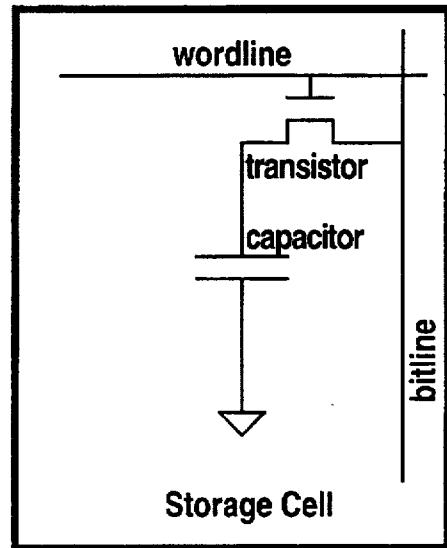 wordline
transistor
capacitor
bitline
Storage Cell